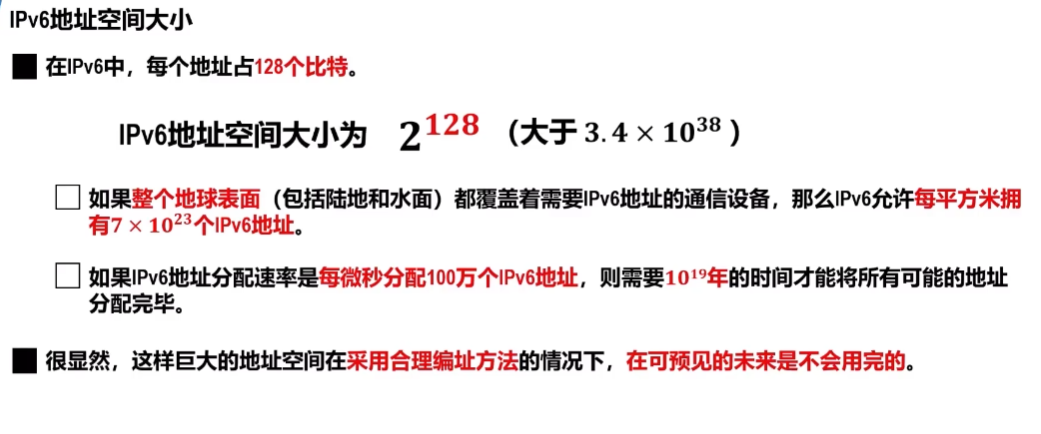 IPv6地址空间大小
在IPv6中，每个地址占128个比特。
IPv6地址空间大小为 2^128 （大于 3.4 × 10^38 ）
如果整个地球表面（包括陆地和水面）都覆盖着需要IPv6地址的通信设备，那么IPv6允许每平方米拥
有7 × 10^23个IPv6地址。
如果IPv6地址分配速率是每微秒分配100万个IPv6地址，则需要10^19年的时间才能将所有可能的地址
分配完毕。
很显然，这样巨大的地址空间在采用合理编址方法的情况下，在可预见的未来是不会用完的。